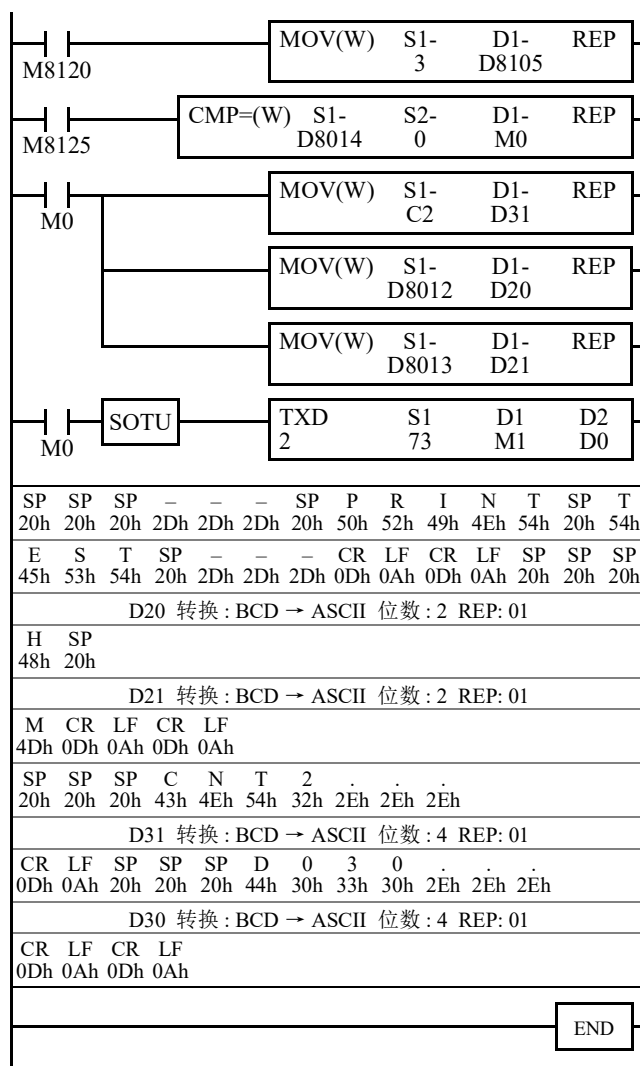 MOV(W) S1- D1- REP
M8120 3 D8105
CMP=(W) S1- S2- D1- REP
M8125 D8014 0 M0
MOV(W) S1- D1- REP
M0 C2 D31
MOV(W) S1- D1- REP
D8012 D20
MOV(W) S1- D1- REP
D8013 D21
SOTU TXD S1 D1 D2
M0 2 73 M1 D0
SP SP SP – – – SP P R I N T SP T
20h 20h 20h 2Dh 2Dh 2Dh 20h 50h 52h 49h 4Eh 54h 20h 54h
E S T SP – – – CR LF CR LF SP SP SP
45h 53h 54h 20h 2Dh 2Dh 2Dh 0Dh 0Ah 0Dh 0Ah 20h 20h 20h
D20 转换 : BCD → ASCII 位数 : 2 REP: 01
H SP
48h 20h
D21 转换 : BCD → ASCII 位数 : 2 REP: 01
M CR LF CR LF
4Dh 0Dh 0Ah 0Dh 0Ah
SP SP SP C N T 2 . . .
20h 20h 20h 43h 4Eh 54h 32h 2Eh 2Eh 2Eh
D31 转换 : BCD → ASCII 位数 : 4 REP: 01
CR LF SP SP SP D 0 3 0 . . .
0Dh 0Ah 20h 20h 20h 44h 30h 33h 30h 2Eh 2Eh 2Eh
D30 转换 : BCD → ASCII 位数 : 4 REP: 01
CR LF CR LF
0Dh 0Ah 0Dh 0Ah
END